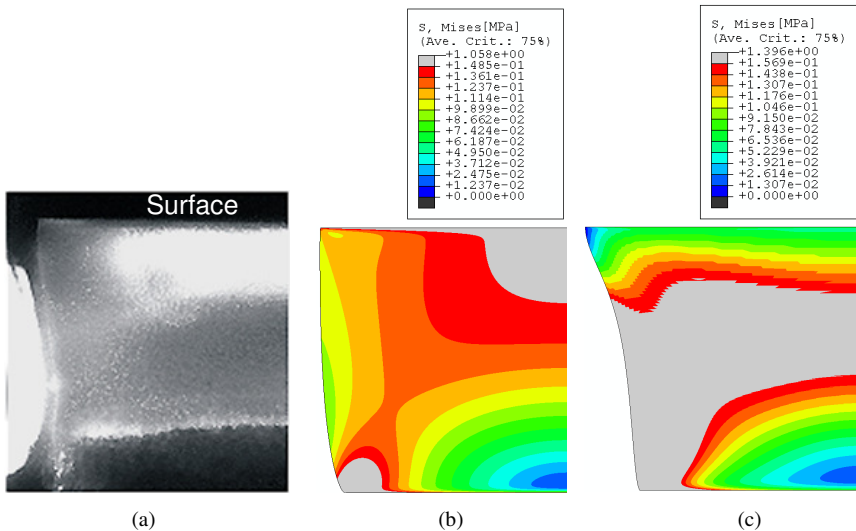 S, Mises[MPa]
(Ave. Crit.: 75%)
+1.058e+00
+1.485e-01
+1.361e-01
+1.237e-01
+1.114e-01
+9.899e-02
+8.662e-02
+7.424e-02
+6.187e-02
+4.950e-02
+3.712e-02
+2.475e-02
+1.237e-02
+0.000e+00
S, Mises[MPa]
(Ave. Crit.: 75%)
+1.396e+00
+1.569e-01
+1.438e-01
+1.307e-01
+1.176e-01
+1.046e-01
+9.150e-02
+7.843e-02
+6.536e-02
+5.229e-02
+3.921e-02
+2.614e-02
+1.307e-02
+0.000e+00
Surface
(a)
(b)
(c)